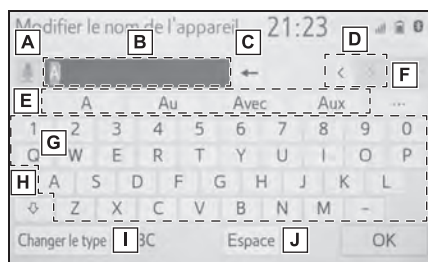 Modifier le nom de l'appareil 21:23
A B C D
A ← < >
E F
A Au Avec Aux ...
1 2 3 4 5 6 7 8 9 0
G
Q W E R T Y U I O P
H
A S D F G H J K L
Z X C V B N M -
Changer le type I BC Espace J OK